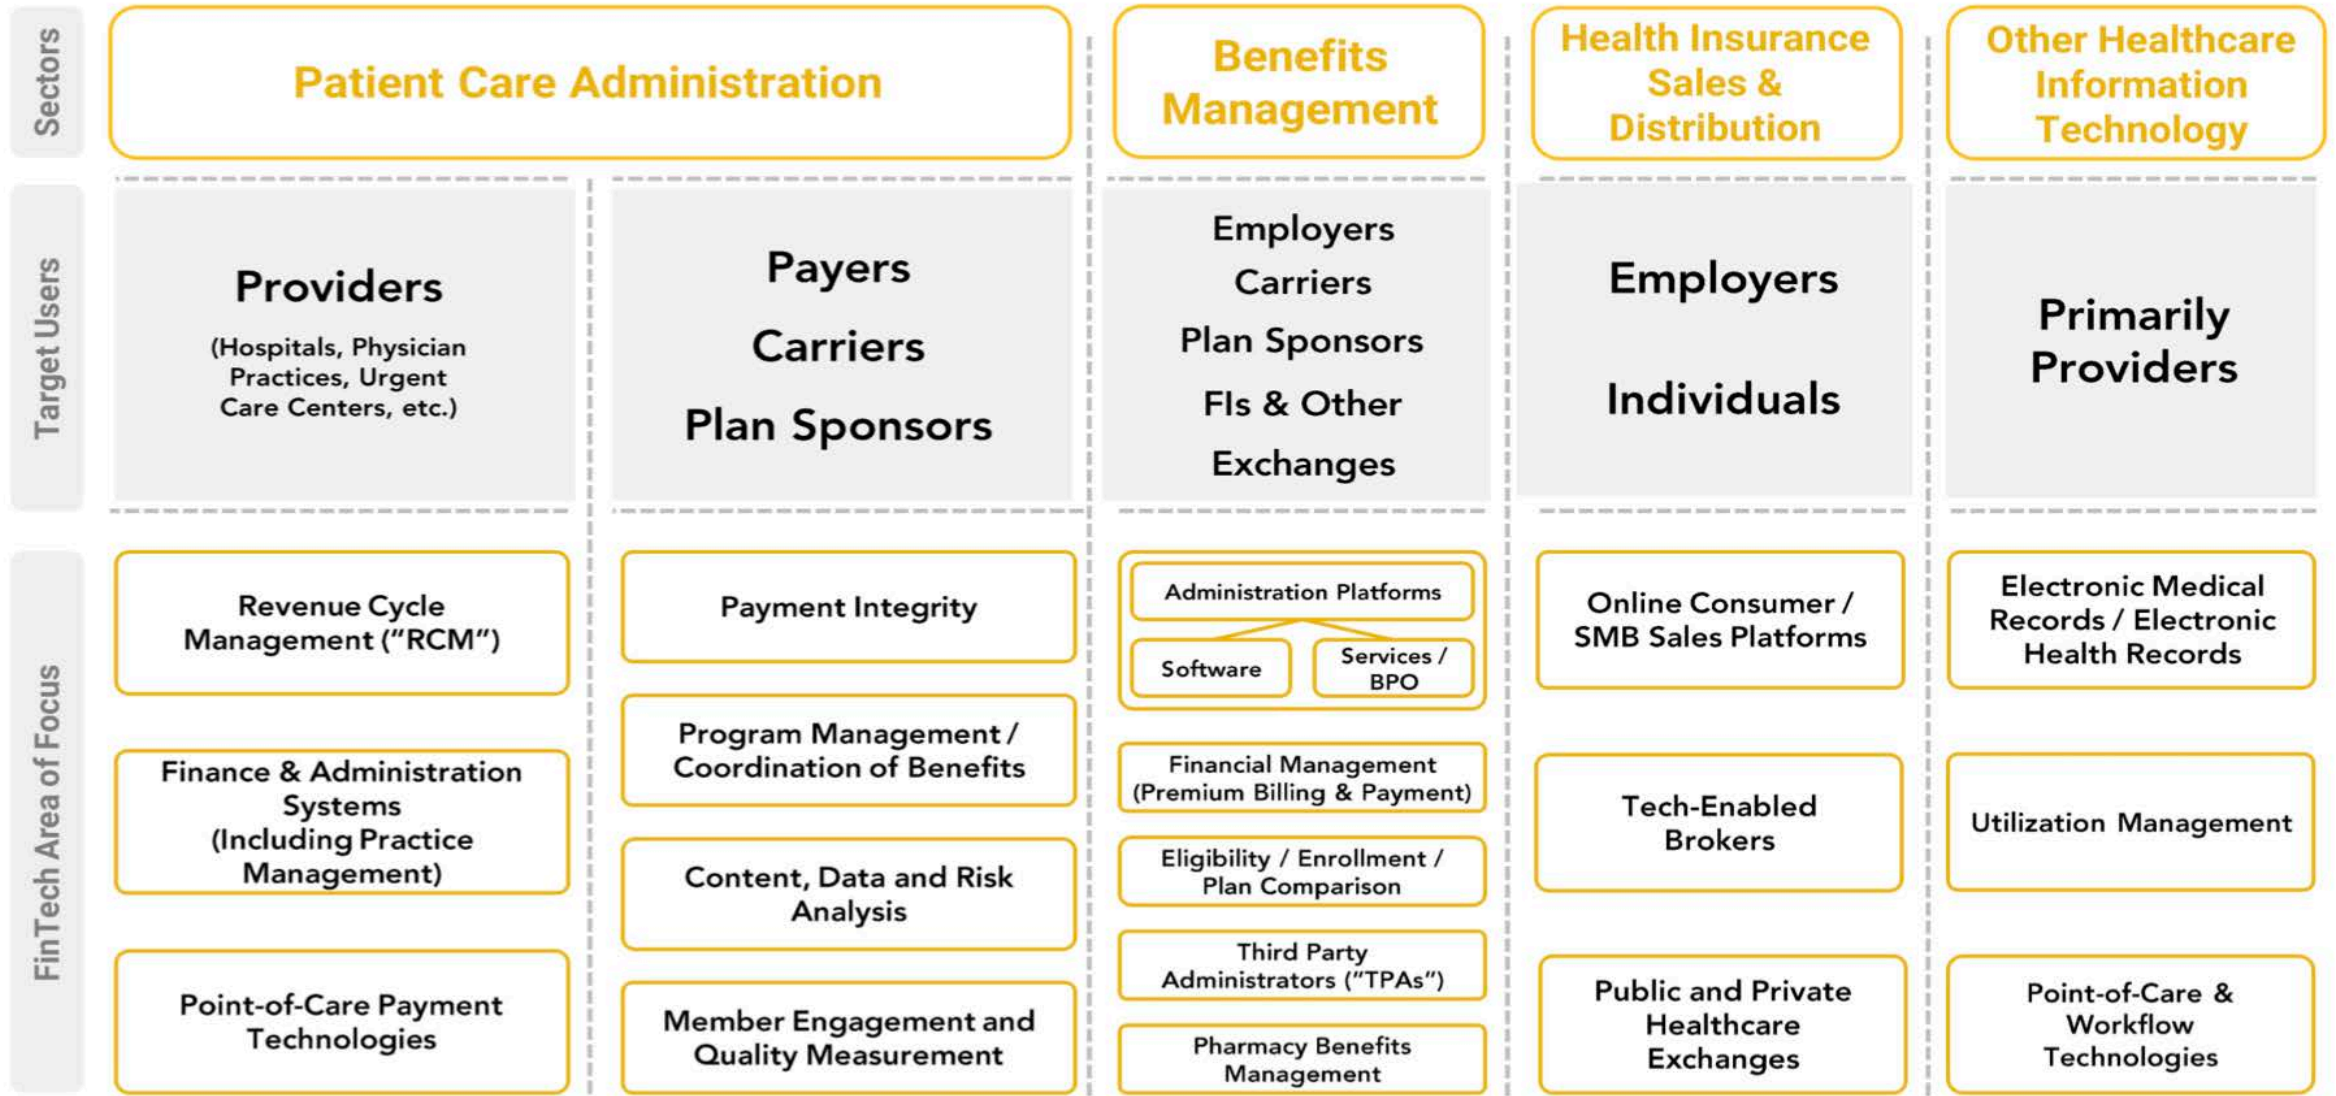 Sectors
Patient Care Administration
Benefits
Management
Health Insurance
Sales &
Distribution
Other Healthcare
Information
Technology
Target Users
Providers
(Hospitals, Physician
Practices, Urgent
Care Centers, etc.)
Payers
Carriers
Plan Sponsors
Employers
Carriers
Plan Sponsors
FIs & Other
Exchanges
Employers
Individuals
Primarily
Providers
FinTech Area of Focus
Revenue Cycle
Management (“RCM”)
Finance & Administration
Systems
(Including Practice
Management)
Point-of-Care Payment
Technologies
Payment Integrity
Program Management /
Coordination of Benefits
Content, Data and Risk
Analysis
Member Engagement and
Quality Measurement
Administration Platforms
Software
Services /
BPO
Financial Management
(Premium Billing & Payment)
Eligibility / Enrollment /
Plan Comparison
Third Party
Administrators (“TPAs”)
Pharmacy Benefits
Management
Online Consumer /
SMB Sales Platforms
Tech-Enabled
Brokers
Public and Private
Healthcare
Exchanges
Electronic Medical
Records / Electronic
Health Records
Utilization Management
Point-of-Care &
Workflow
Technologies